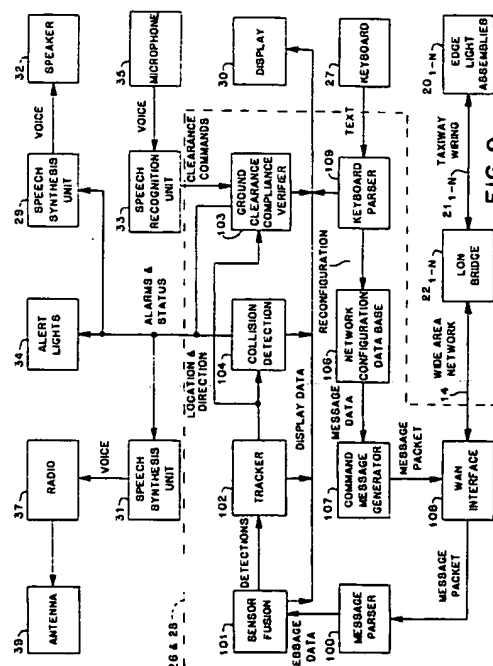 39
ANTENNA
37
RADIO
VOICE
31
SPEECH
SYNTHESIS
UNIT
34
ALERT
LIGHTS
ALARMS &
STATUS
29
SPEECH
SYNTHESIS
UNIT
VOICE
32
SPEAKER
35
MICROPHONE
VOICE
33
SPEECH
RECOGNITION
UNIT
CLEARANCE
COMMANDS
26 & 28
LOCATION &
DIRECTION
101
SENSOR
FUSION
DETECTIONS
102
TRACKER
104
COLLISION
DETECTION
103
GROUND
CLEARANCE
COMPLIANCE
VERIFIER
30
DISPLAY
DISPLAY DATA
MESSAGE
DATA
100
MESSAGE
PARSER
107
COMMAND
MESSAGE
GENERATOR
MESSAGE
DATA
106
NETWORK
CONFIGURATION
DATA BASE
RECONFIGURATION
109
KEYBOARD
PARSER
TEXT
27
KEYBOARD
MESSAGE
PACKET
MESSAGE PACKET
108
WAN
INTERFACE
WIDE AREA
NETWORK
14
22 1-N
LON
BRIDGE
TAXIWAY
WIRING
21 1-N
20 1-N
EDGE LIGHT
ASSEMBLIES
FIG.